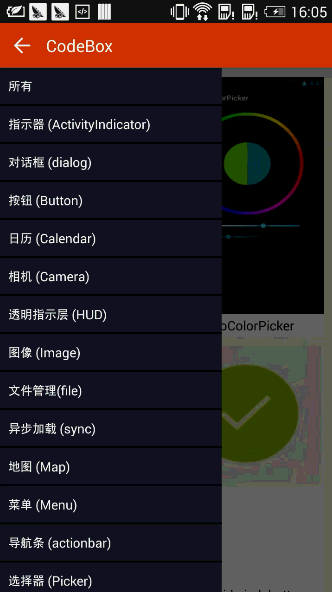 16:05
CodeBox
所有
指示器 (ActivityIndicator)
对话框 (dialog)
按钮 (Button)
日历 (Calendar)
相机 (Camera)
透明指示层 (HUD)
图像 (Image)
文件管理(file)
异步加载 (sync)
地图 (Map)
菜单 (Menu)
导航条 (actionbar)
选择器 (Picker)
orPicker
oColorPicker